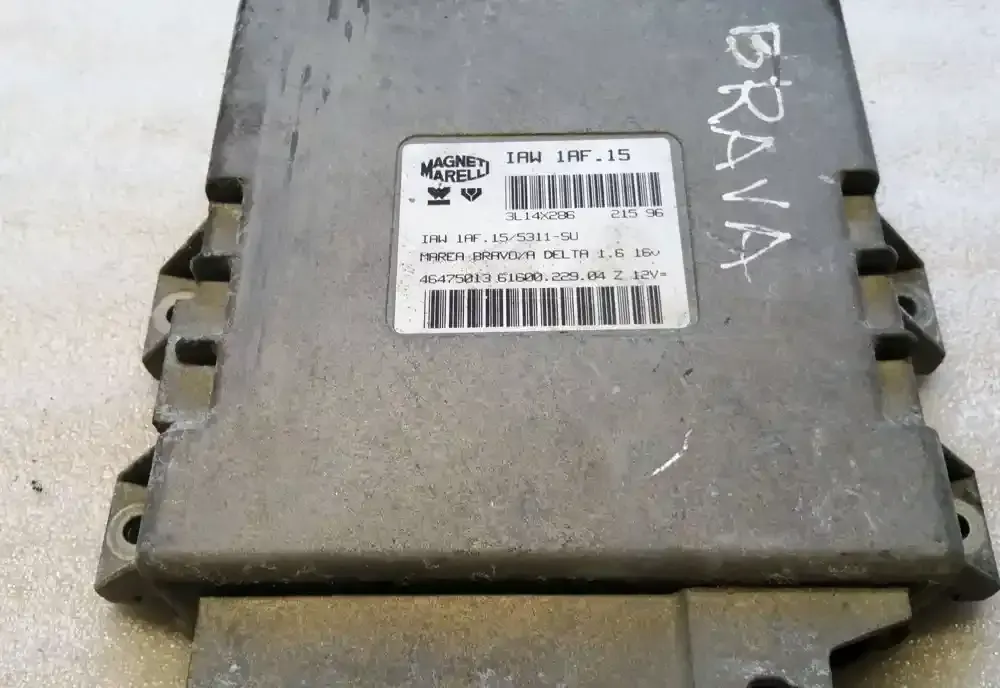 MAGNETI MARELLI
IAW 1AF.15
3L14X286 215 96
IAW 1AF.15/5311-SU
MAREA BRAVO/A DELTA 1.6 16v
46475013 61600.229.04 Z 12V=
BRAVA